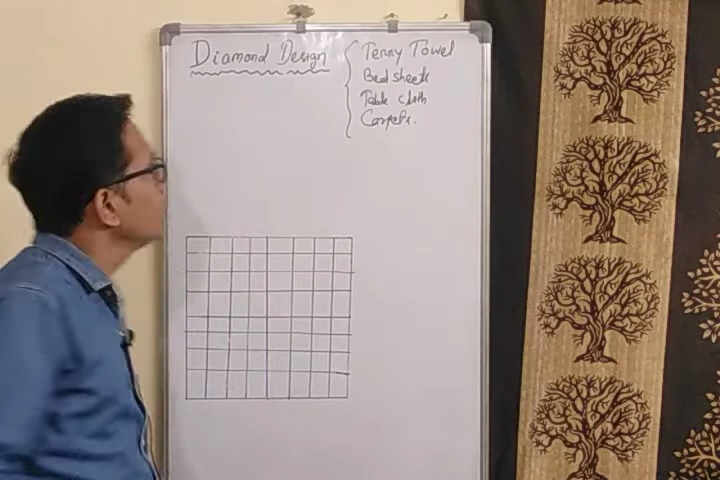 Diamond Design
Terry Towel
Bed sheets
Table cloth
Carpets.